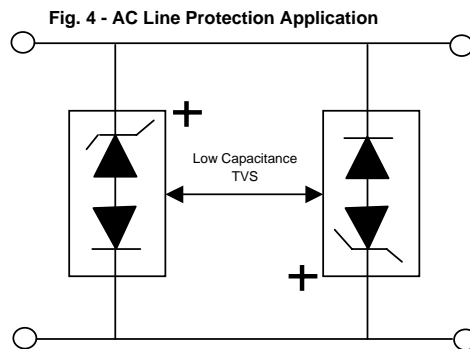 Fig. 4 - AC Line Protection Application
+
Low Capacitance
TVS
+